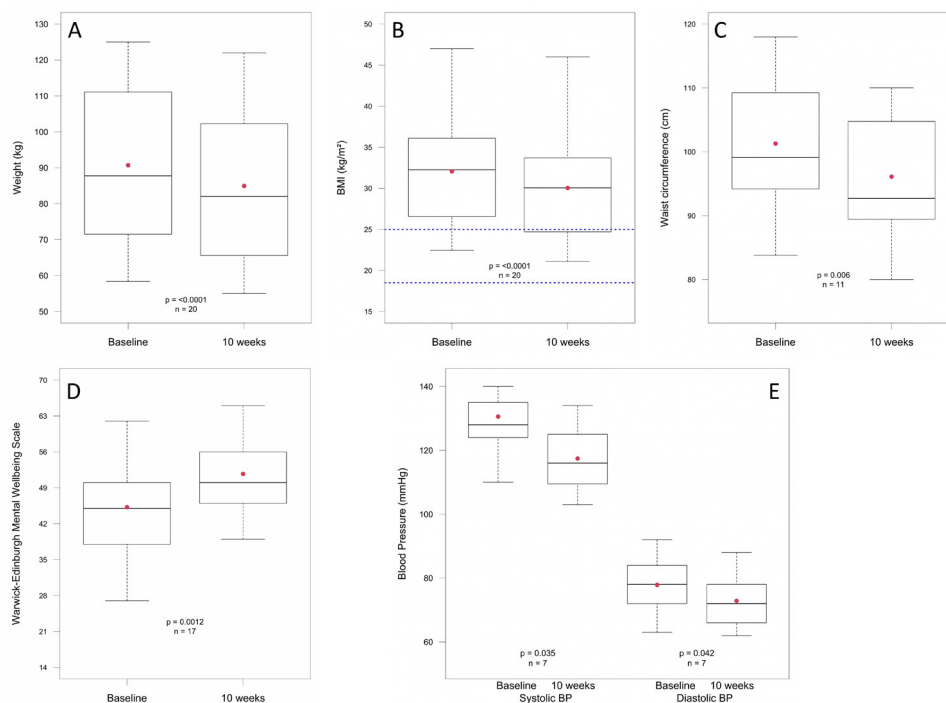 A
Weight (kg)
130
120
110
100
90
80
70
60
50
p = <0.0001
n = 20
Baseline 10 weeks
B
BMI (kg/m²)
50
45
40
35
30
25
20
15
p = <0.0001
n = 20
Baseline 10 weeks
C
Waist circumference (cm)
120
110
100
90
80
p = 0.006
n = 11
Baseline 10 weeks
D
Warwick-Edinburgh Mental Wellbeing Scale
70
63
56
49
42
35
28
21
14
p = 0.0012
n = 17
Baseline 10 weeks
E
Blood Pressure (mmHg)
140
120
100
80
60
p = 0.035 p = 0.042
n = 7 n = 7
Baseline 10 weeks Baseline 10 weeks
Systolic BP Diastolic BP